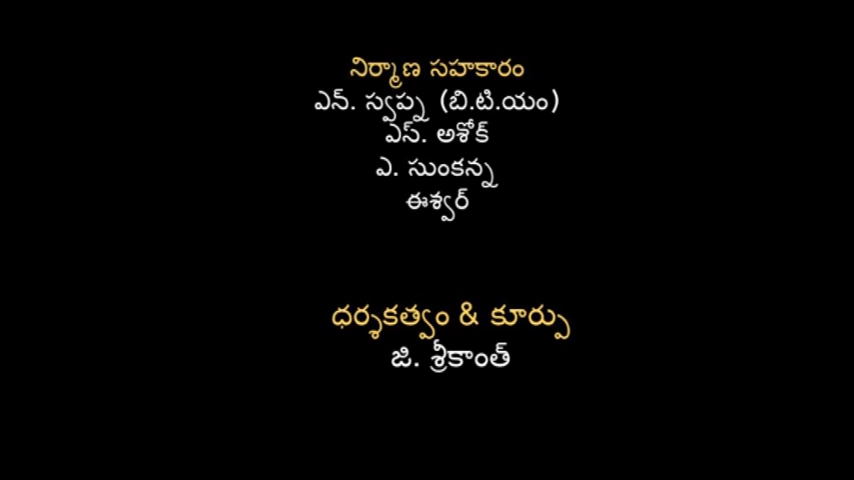 నిర్మాణ సహకారం
ఎన్. స్వప్న (బి.టి.యం)
ఎస్. అశోక్
ఎ. సుంకన్న
ఈశ్వర్
ధర్శకత్వం & కూర్పు
జి. శ్రీకాంత్